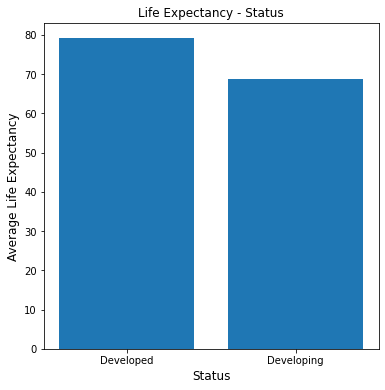 Life Expectancy - Status
Average Life Expectancy
80
70
60
50
40
30
20
10
0
Developed
Developing
Status